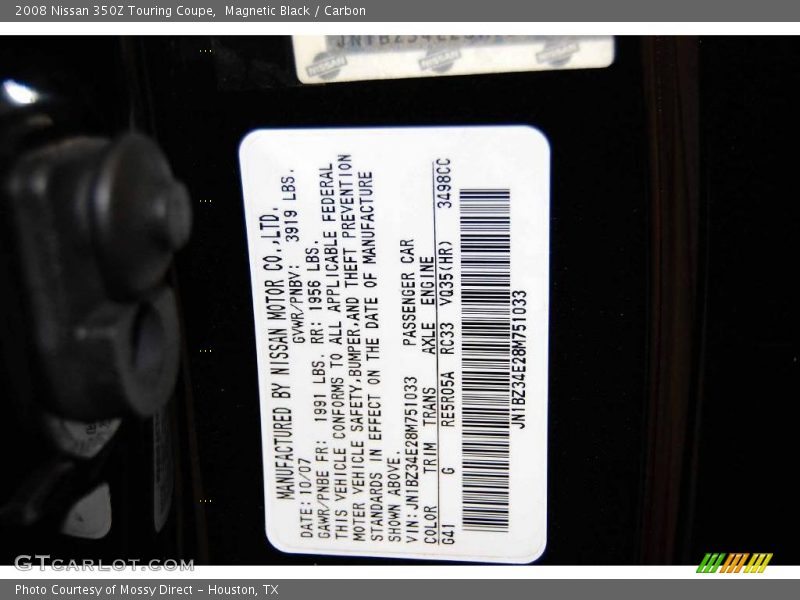 2008 Nissan 350Z Touring Coupe,  Magnetic Black / Carbon
NISSAN NISSAN NISSAN
MANUFACTURED BY NISSAN MOTOR CO.,LTD.
DATE:10/07 GVWR/PNBV: 3919 LBS.
GAWR/PNBE FR: 1991 LBS. RR: 1956 LBS.
THIS VEHICLE CONFORMS TO ALL APPLICABLE FEDERAL
MOTER VEHICLE SAFETY,BUMPER,AND THEFT PREVENTION
STANDARDS IN EFFECT ON THE DATE OF MANUFACTURE
SHOWN ABOVE.
VIN:JN1BZ34E28M751033 PASSENGER CAR
COLOR TRIM TRANS AXLE ENGINE
G41 G RE5R05A RC33 VQ35(HR) 3498CC
JN1BZ34E28M751033
GTCARLOT.COM
Photo Courtesy of Mossy Direct – Houston, TX